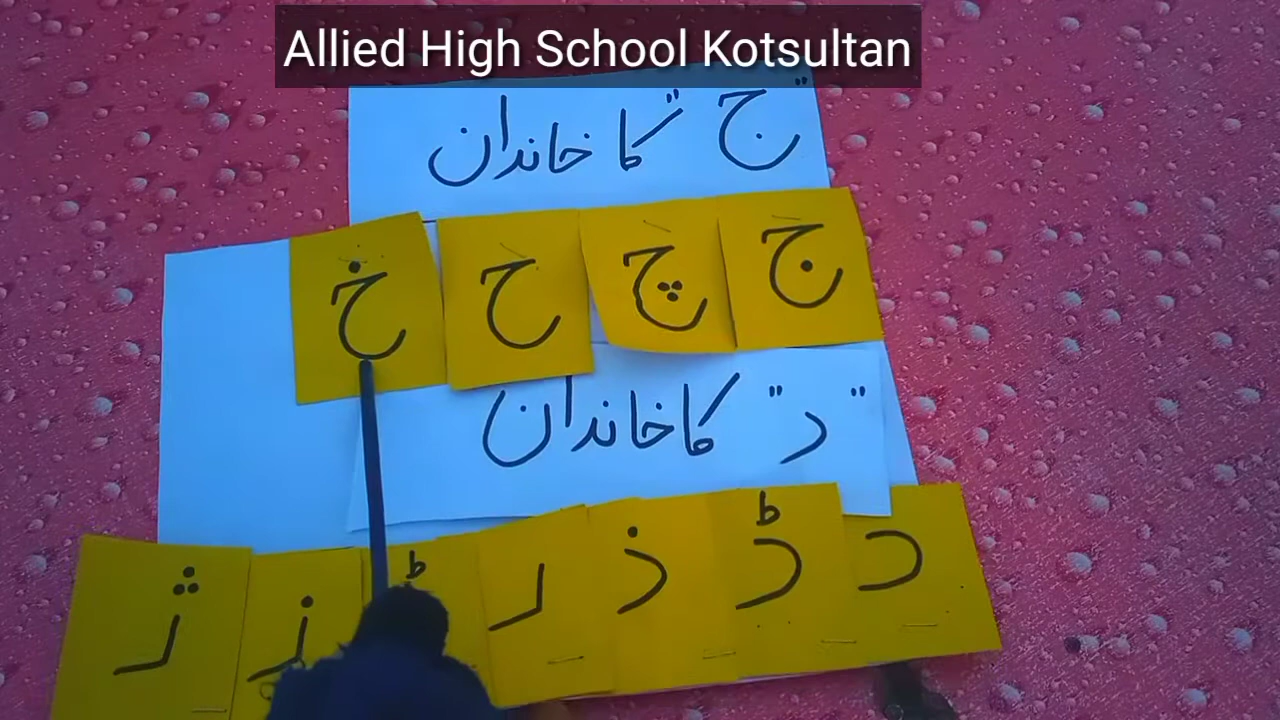 Allied High School Kotsultan
"ج" کا خاندان
ج چ ح خ
"د" کا خاندان
د ڈ ذ ر ڑ ز ژ